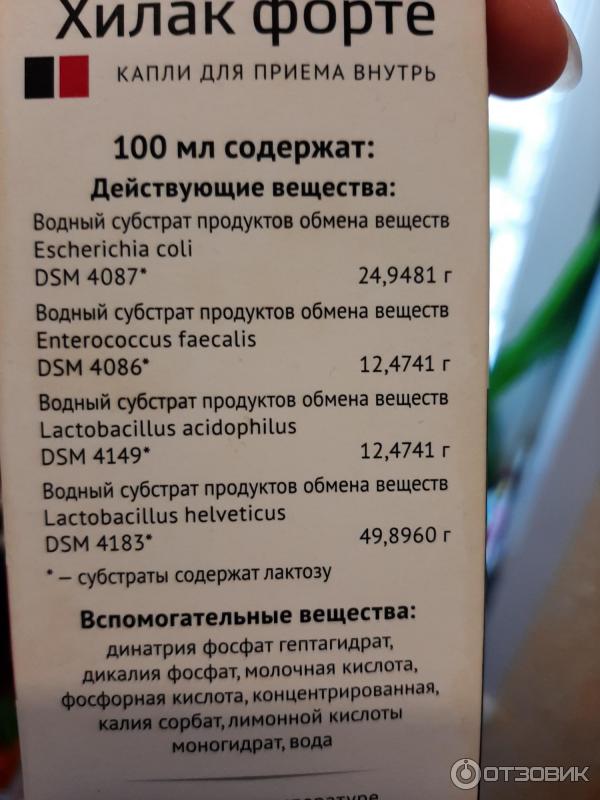 Хилак форте
КАПЛИ ДЛЯ ПРИЕМА ВНУТРЬ
100 мл содержат:
Действующие вещества:
Водный субстрат продуктов обмена веществ
Escherichia coli
DSM 4087* 24,9481 г
Водный субстрат продуктов обмена веществ
Enterococcus faecalis
DSM 4086* 12,4741 г
Водный субстрат продуктов обмена веществ
Lactobacillus acidophilus
DSM 4149* 12,4741 г
Водный субстрат продуктов обмена веществ
Lactobacillus helveticus
DSM 4183* 49,8960 г
* — субстраты содержат лактозу
Вспомогательные вещества:
динатрия фосфат гептагидрат,
дикалия фосфат, молочная кислота,
фосфорная кислота, концентрированная,
калия сорбат, лимонной кислоты
моногидрат, вода
ОТЗОВИК